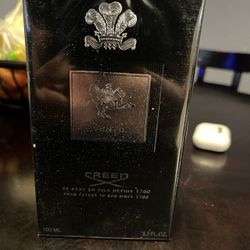 AVENTUS
CREED
DE PÈRE EN FILS DEPUIS 1760
FROM FATHER TO SON SINCE 1760
100 ML
3.3 FL.OZ